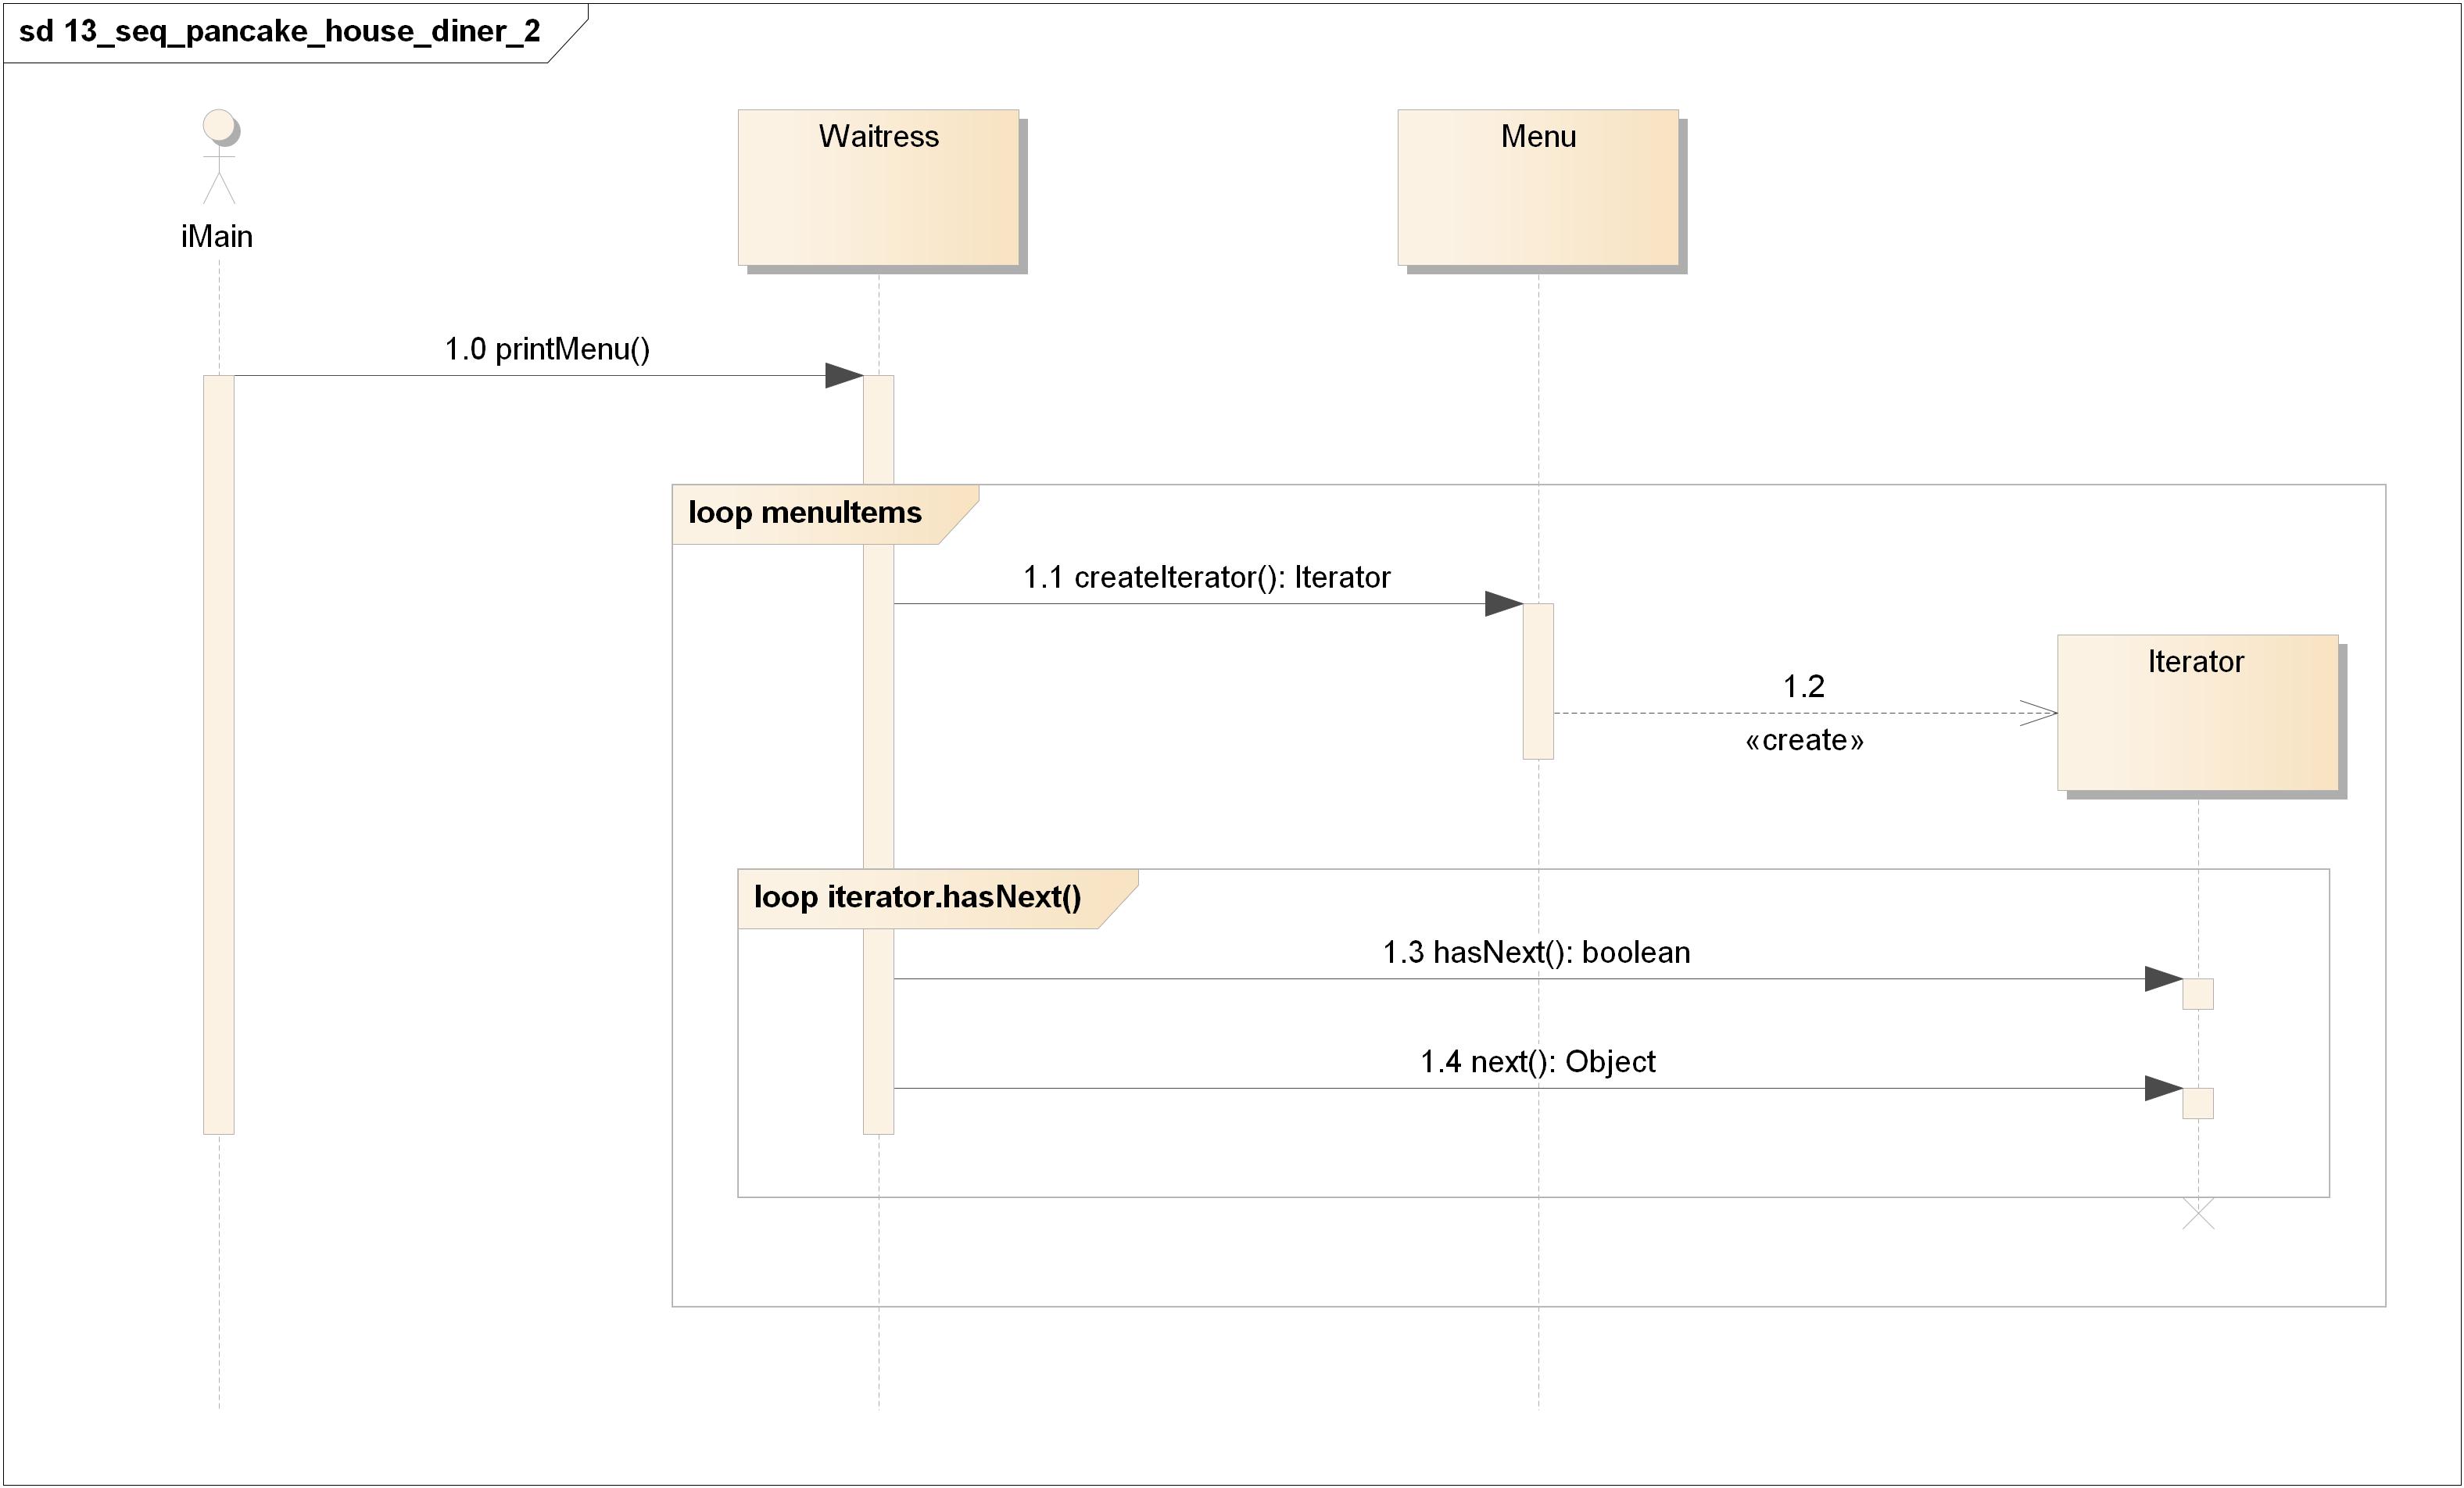 sd 13_seq_pancake_house_diner_2
Waitress
Menu
iMain
1.0 printMenu()
loop menuItems
1.1 createIterator(): Iterator
Iterator
1.2
«create»
loop iterator.hasNext()
1.3 hasNext(): boolean
1.4 next(): Object